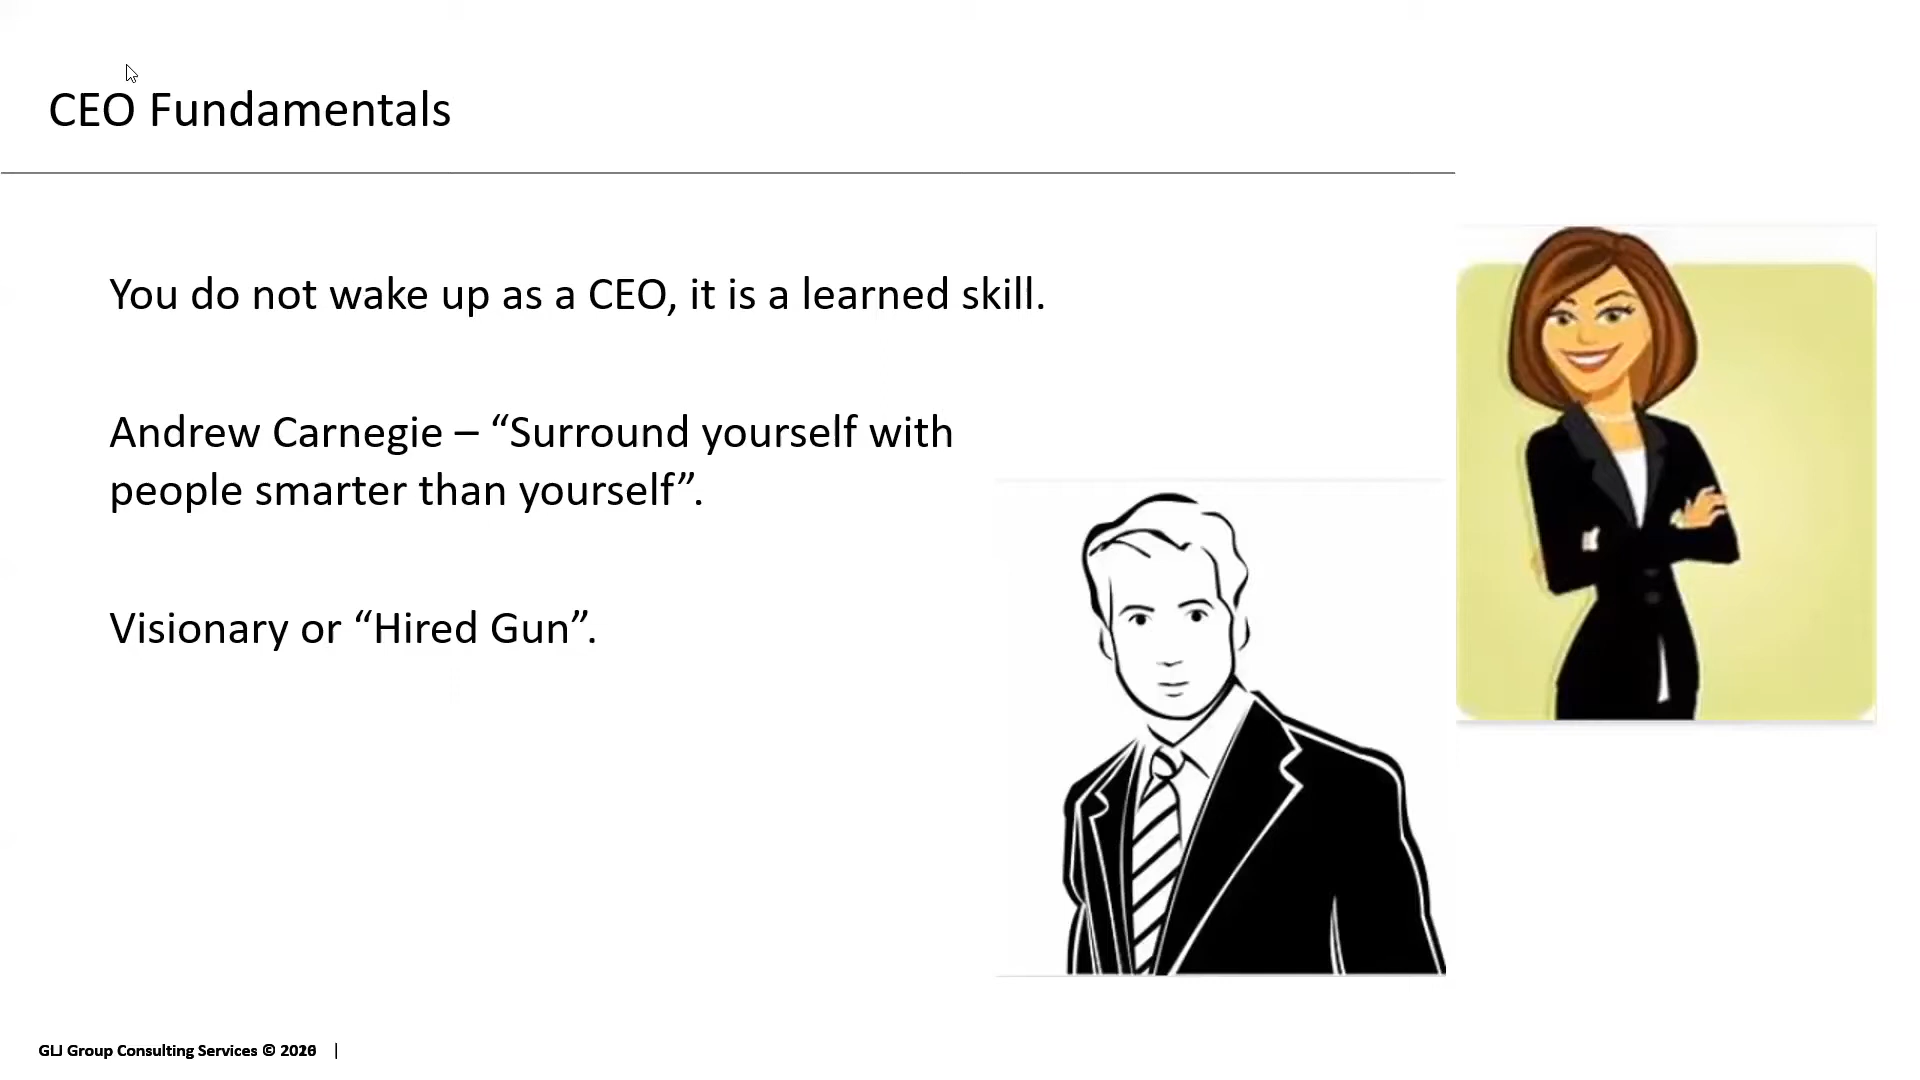 CEO Fundamentals
You do not wake up as a CEO, it is a learned skill.
Andrew Carnegie – “Surround yourself with
people smarter than yourself”.
Visionary or “Hired Gun”.
GLJ Group Consulting Services ©